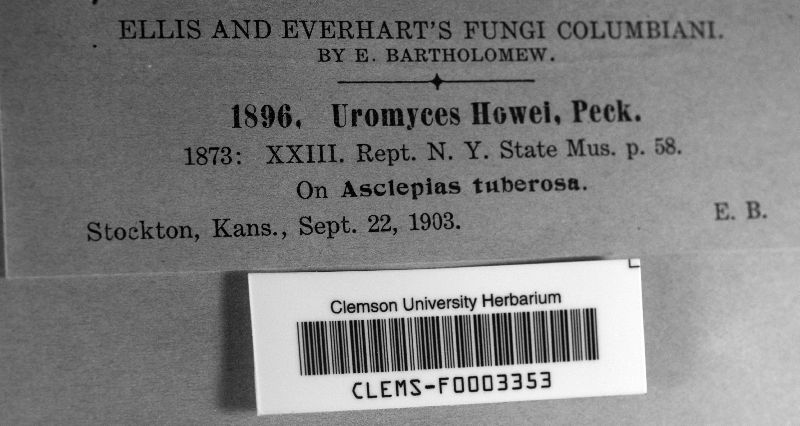 ELLIS AND EVERHART'S FUNGI COLUMBIANI.
BY E. BARTHOLOMEW.
1896. Uromyces Howei, Peck.
1873: XXIII. Rept. N. Y. State Mus. p. 58.
On Asclepias tuberosa.
Stockton, Kans., Sept. 22, 1903. E. B.
Clemson University Herbarium
CLEMS-F0003353